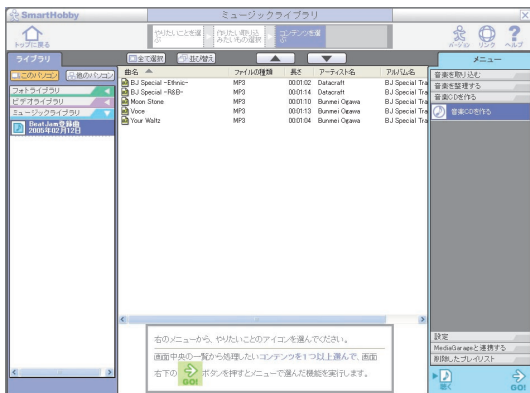 SmartHobby
ミュージックライブラリ
トップに戻る
やりたいことを選ぶ
作りたい/取込みたいもの選択
コンテンツを選ぶ
バージョン
リンク
ヘルプ
ライブラリ
全て選択
並び替え
メニュー
このパソコン
他のパソコン
フォトライブラリ
ビデオライブラリ
ミュージックライブラリ
BeatJam登録曲
2005年02月12日
曲名 ファイルの種類 長さ アーティスト名 アルバム名
BJ Special -Ethnic- MP3 00:01:02 Datacraft BJ Special Tra
BJ Special -R&B- MP3 00:01:14 Datacraft BJ Special Tra
Moon Stone MP3 00:01:10 Bunmei Ogawa BJ Special Tra
Voce MP3 00:01:13 Bunmei Ogawa BJ Special Tra
Your Waltz MP3 00:01:04 Bunmei Ogawa BJ Special Tra
音楽を取り込む
音楽を整理する
音楽CDを作る
音楽CDを作る
設定
MediaGarageと連携する
削除したプレイリスト
右のメニューから、やりたいことのアイコンを選んでください。
画面中央の一覧から処理したいコンテンツを1つ以上選んで、画面
右下の GO! ボタンを押すとメニューで選んだ機能を実行します。
聴く
GO!